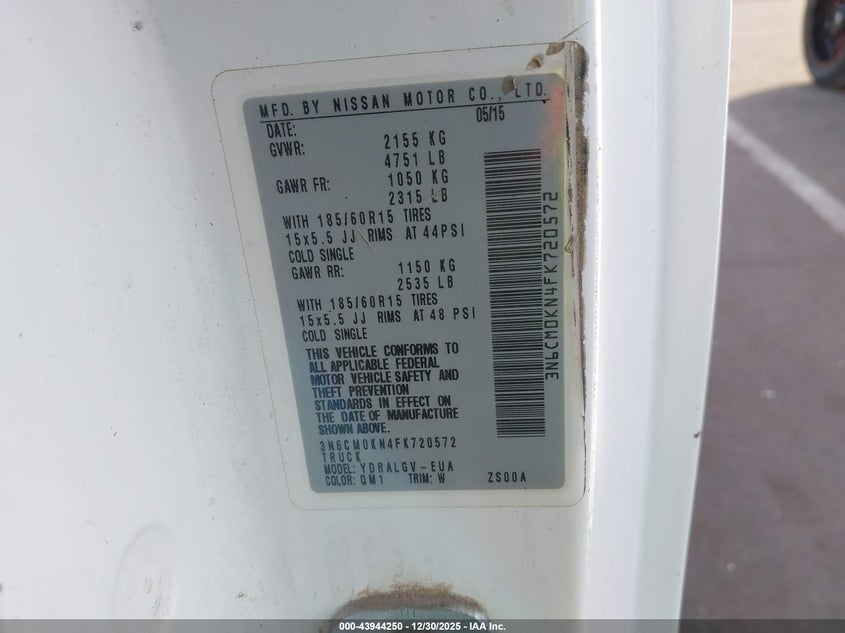 MFD. BY NISSAN MOTOR CO., LTD.
DATE: 05/15
GVWR: 2155 KG
4751 LB
GAWR FR: 1050 KG
2315 LB
WITH 185/60R15 TIRES
15x5.5 JJ RIMS AT 44PSI
COLD SINGLE
GAWR RR: 1150 KG
2535 LB
WITH 185/60R15 TIRES
15x5.5 JJ RIMS AT 48 PSI
COLD SINGLE
THIS VEHICLE CONFORMS TO
ALL APPLICABLE FEDERAL
MOTOR VEHICLE SAFETY AND
THEFT PREVENTION
STANDARDS IN EFFECT ON
THE DATE OF MANUFACTURE
SHOWN ABOVE.
3N6CM0KN4FK720572
TRUCK
MODEL: YDRALGV-EUA
COLOR: QM1 TRIM: W ZS00A
3N6CM0KN4FK720572
000-43944250 - 12/30/2025 - IAA Inc.